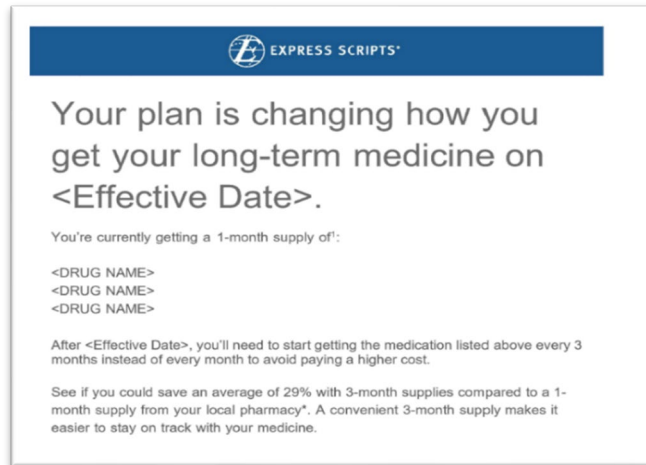 EXPRESS SCRIPTS®
Your plan is changing how you
get your long-term medicine on
<Effective Date>.
You're currently getting a 1-month supply of¹:
<DRUG NAME>
<DRUG NAME>
<DRUG NAME>
After <Effective Date>, you'll need to start getting the medication listed above every 3
months instead of every month to avoid paying a higher cost.
See if you could save an average of 29% with 3-month supplies compared to a 1-
month supply from your local pharmacy*. A convenient 3-month supply makes it
easier to stay on track with your medicine.